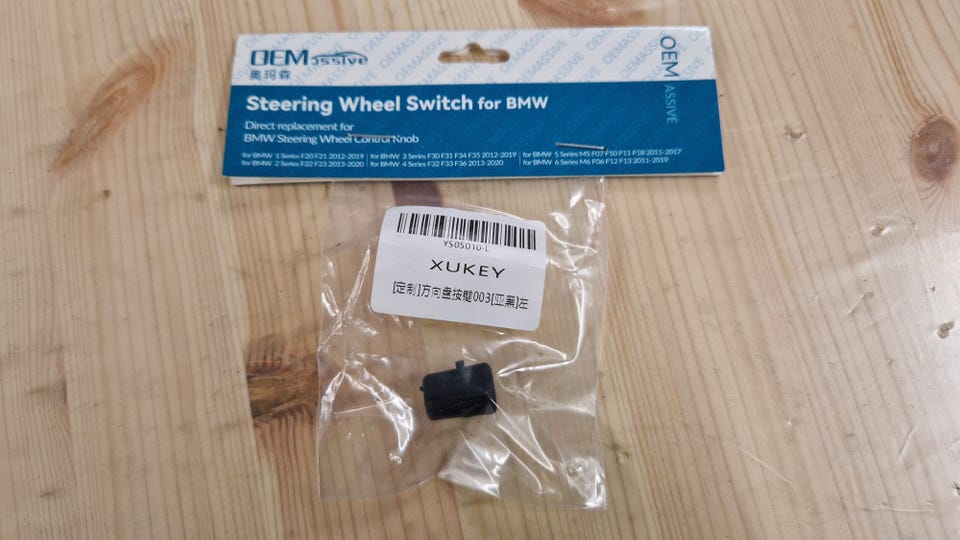 OEMassive
奥玛森
OEMASSIVE
Steering Wheel Switch for BMW
Direct replacement for
BMW Steering Wheel Control Knob
for BMW 1 Series F20 F21 2012-2019 for BMW 3 Series F30 F31 F34 F35 2012-2019 for BMW 5 Series M5 F07 F10 F11 F18 2011-2017
for BMW 2 Series F22 F23 2013-2020 for BMW 4 Series F32 F33 F36 2013-2020 for BMW 6 Series M6 F06 F12 F13 2011-2019
YS05010-L
XUKEY
[定制]方向盘按键003[亚黑]左